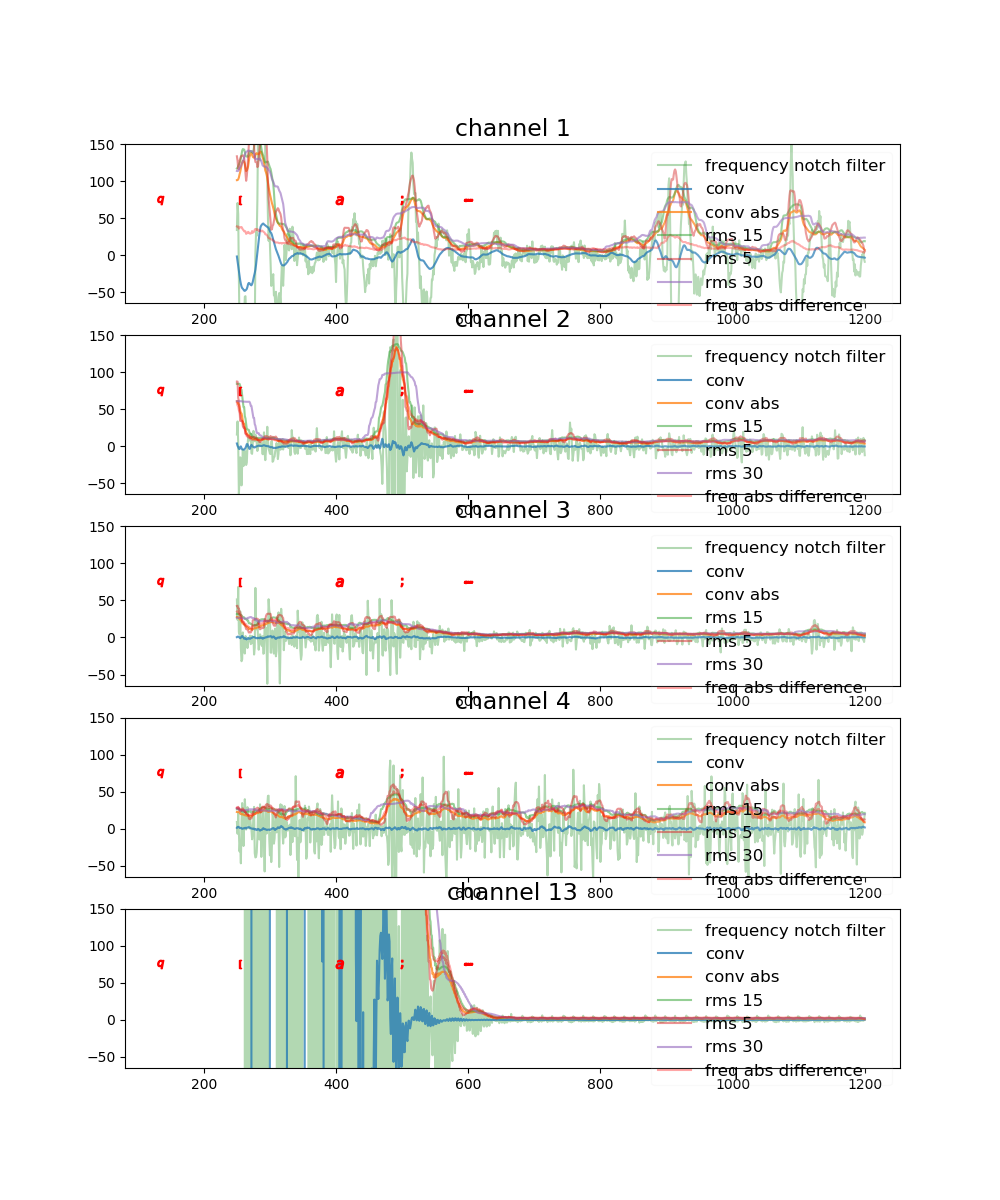 channel 1
150
100
50
0
−50
q [ a ; −
frequency notch filter
conv
conv abs
rms 15
rms 5
rms 30
freq abs difference
200 400 600 800 1000 1200
channel 2
150
100
50
0
−50
q [ a ; −
frequency notch filter
conv
conv abs
rms 15
rms 5
rms 30
freq abs difference
200 400 600 800 1000 1200
channel 3
150
100
50
0
−50
q [ a ; −
frequency notch filter
conv
conv abs
rms 15
rms 5
rms 30
freq abs difference
200 400 600 800 1000 1200
channel 4
150
100
50
0
−50
q [ a ; −
frequency notch filter
conv
conv abs
rms 15
rms 5
rms 30
freq abs difference
200 400 600 800 1000 1200
channel 13
150
100
50
0
−50
q [ a ; −
frequency notch filter
conv
conv abs
rms 15
rms 5
rms 30
freq abs difference
200 400 600 800 1000 1200